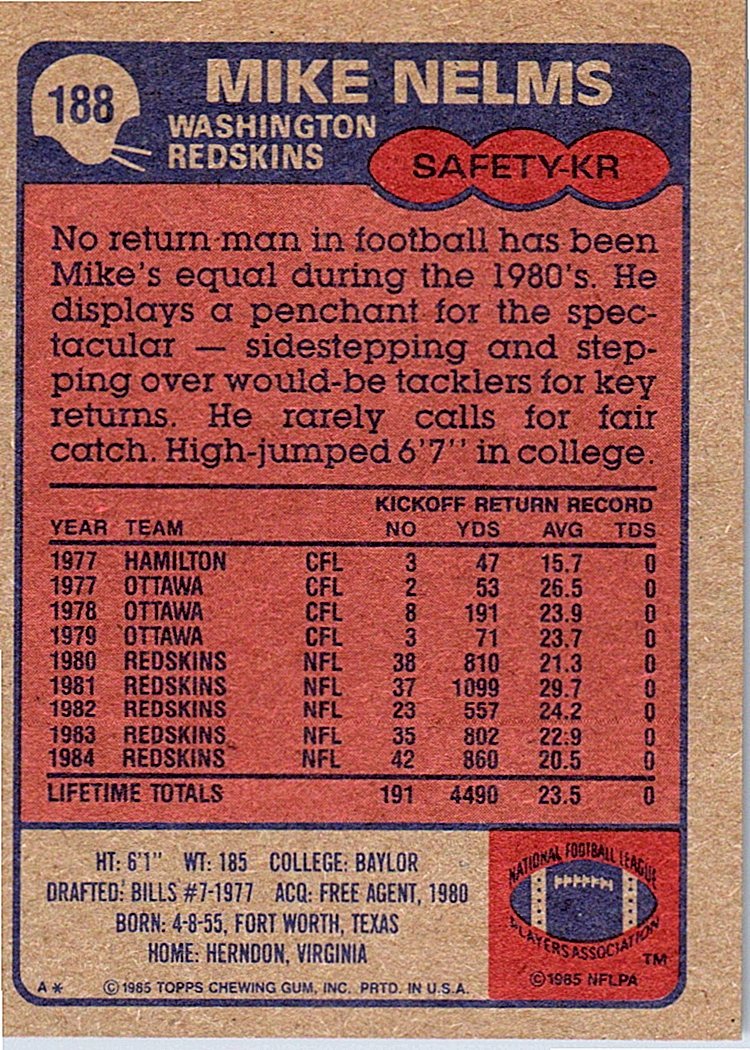 188
MIKE NELMS
WASHINGTON
REDSKINS
SAFETY-KR
No return man in football has been
Mike's equal during the 1980's. He
displays a penchant for the spec-
tacular — sidestepping and step-
ping over would-be tacklers for key
returns. He rarely calls for fair
catch. High-jumped 6'7" in college.
KICKOFF RETURN RECORD
YEAR TEAM NO YDS AVG TDS
1977 HAMILTON CFL 3 47 15.7 0
1977 OTTAWA CFL 2 53 26.5 0
1978 OTTAWA CFL 8 191 23.9 0
1979 OTTAWA CFL 3 71 23.7 0
1980 REDSKINS NFL 38 810 21.3 0
1981 REDSKINS NFL 37 1099 29.7 0
1982 REDSKINS NFL 23 557 24.2 0
1983 REDSKINS NFL 35 802 22.9 0
1984 REDSKINS NFL 42 860 20.5 0
LIFETIME TOTALS 191 4490 23.5 0
HT: 6'1" WT: 185 COLLEGE: BAYLOR
DRAFTED: BILLS #7-1977 ACQ: FREE AGENT, 1980
BORN: 4-8-55, FORT WORTH, TEXAS
HOME: HERNDON, VIRGINIA
A * ©1985 TOPPS CHEWING GUM, INC. PRTD. IN U.S.A.
NATIONAL FOOTBALL LEAGUE
PLAYERS ASSOCIATION
TM
©1985 NFLPA